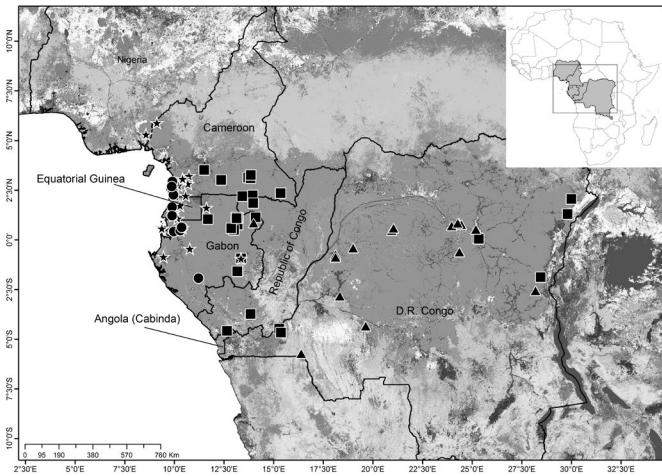 10°0'N
7°30'N
5°0'N
2°30'N
0°0'
2°30'S
5°0'S
7°30'S
10°0'S
Nigeria
Cameroon
Equatorial Guinea
Gabon
Republic of Congo
D.R. Congo
Angola (Cabinda)
0 95 190 380 570 760 Km
2°30'E 5°0'E 7°30'E 10°0'E 12°30'E 15°0'E 17°30'E 20°0'E 22°30'E 25°0'E 27°30'E 30°0'E 32°30'E